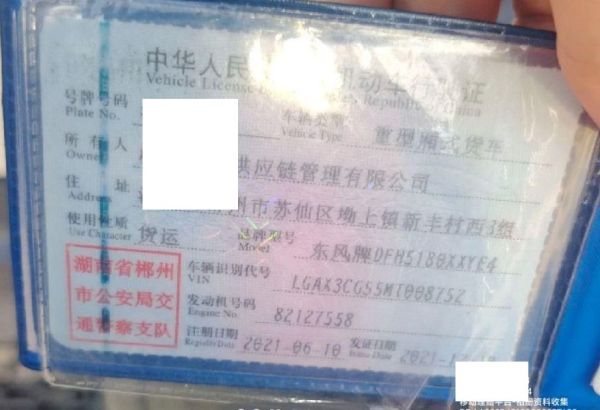 中华人民 机动车行驶证
Vehicle License Republic China
号牌号码
Plate No.
车辆类型 重型厢式货车
Vehicle Type
所有人 供应链管理有限公司
Owner
住址 州市苏仙区坳上镇新丰村西3组
Address
使用性质 货运 品牌型号 东风牌DFH5180XXYE4
Use Character Model
湖南省郴州
市公安局交
通警察支队
车辆识别代号 LGAX3CG55MT008752
VIN
发动机号码 82127558
Engine No.
注册日期 2021-06-10 发证日期 2021-
Register Date Issue Date